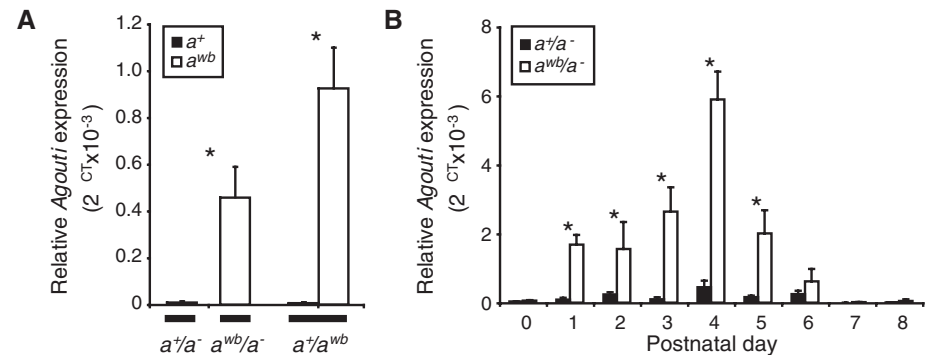 A
Relative Agouti expression
(2 CTx10-3)
1.2
1.0
0.8
0.6
0.4
0.2
0
a+
awb
*
*
a+/a-
awb/a-
a+/awb
B
Relative Agouti expression
(2 CTx10-3)
8
6
4
2
0
a+/a-
awb/a-
*
*
*
*
*
0 1 2 3 4 5 6 7 8
Postnatal day